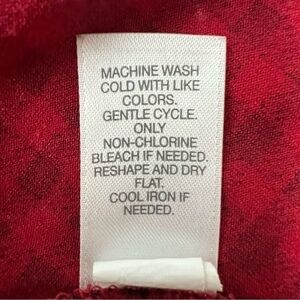 MACHINE WASH
COLD WITH LIKE
COLORS.
GENTLE CYCLE.
ONLY
NON-CHLORINE
BLEACH IF NEEDED.
RESHAPE AND DRY
FLAT.
COOL IRON IF
NEEDED.